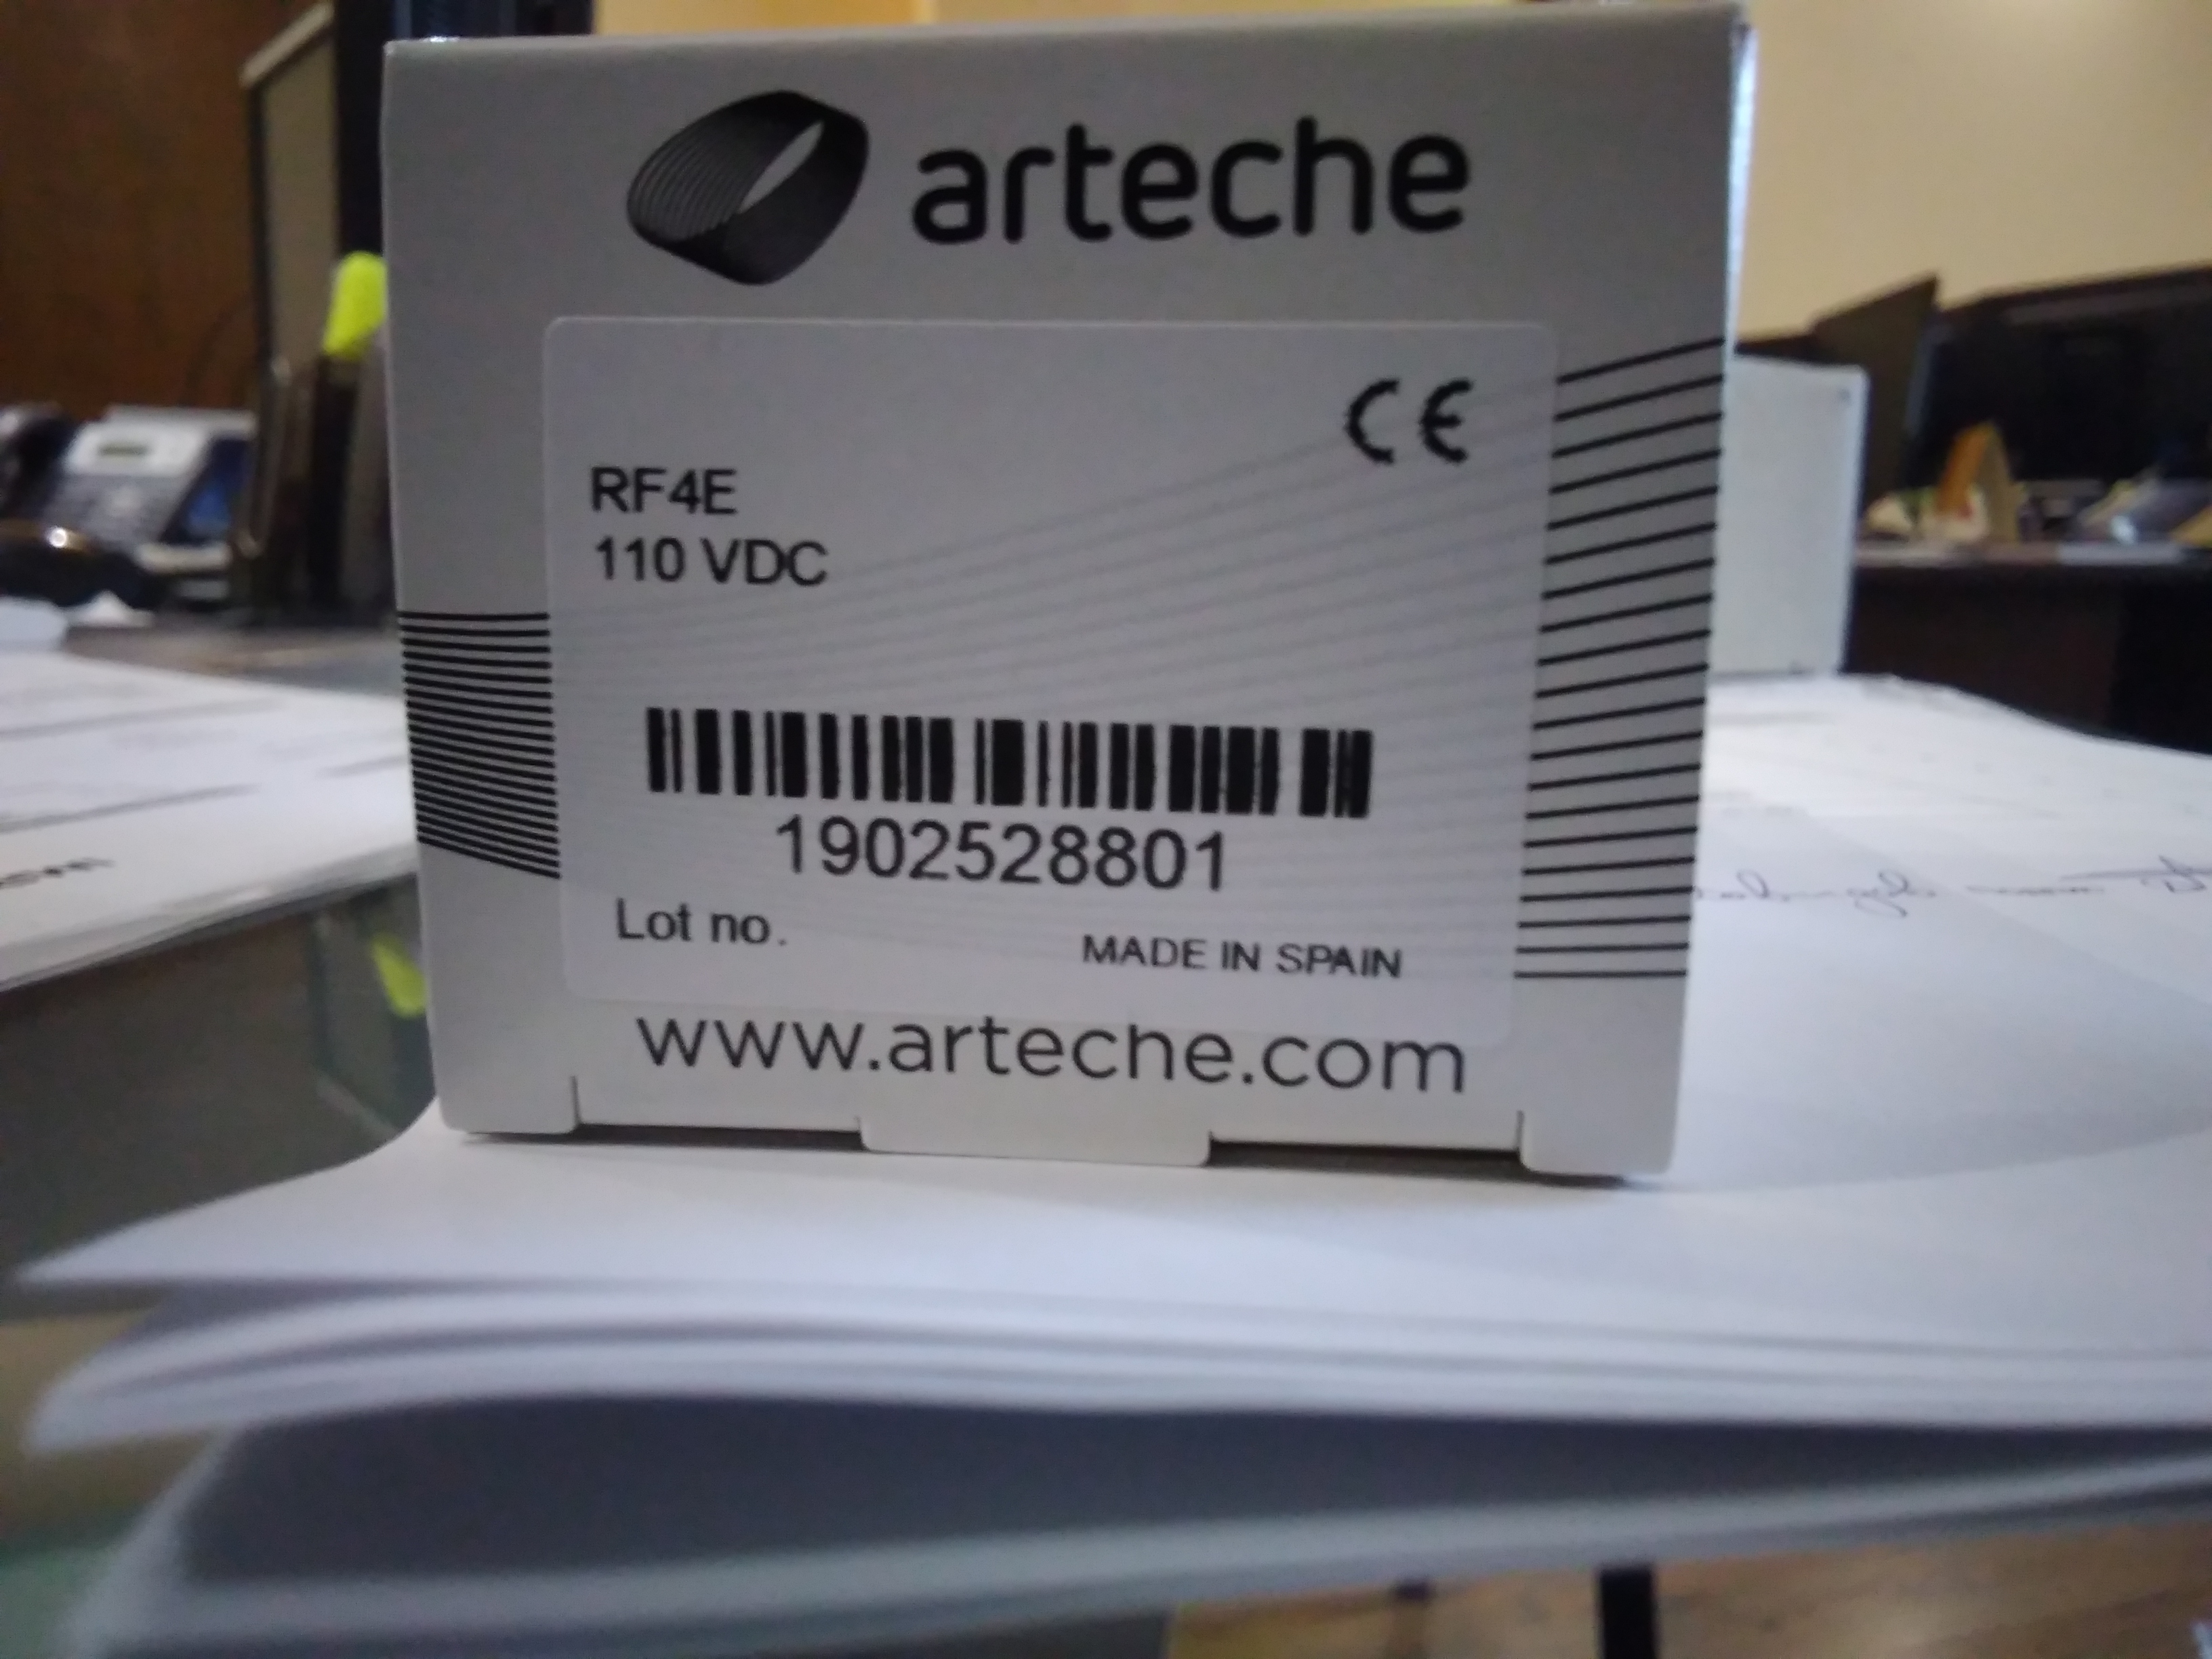 arteche
CE
RF4E
110 VDC
1902528801
Lot no.
MADE IN SPAIN
www.arteche.com